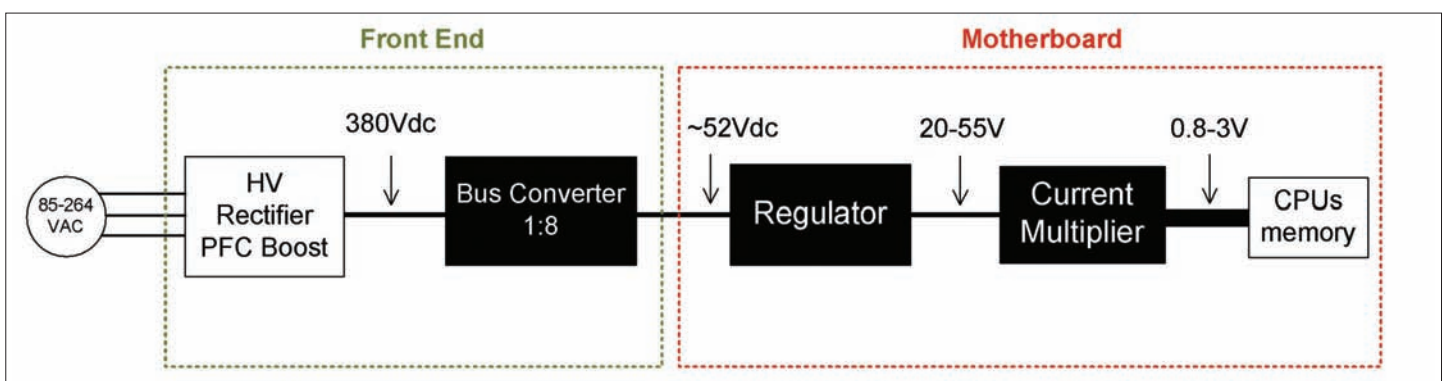 Front End
Motherboard
380Vdc
~52Vdc
20-55V
0.8-3V
85-264
VAC
HV
Rectifier
PFC Boost
Bus Converter
1:8
Regulator
Current
Multiplier
CPUs
memory